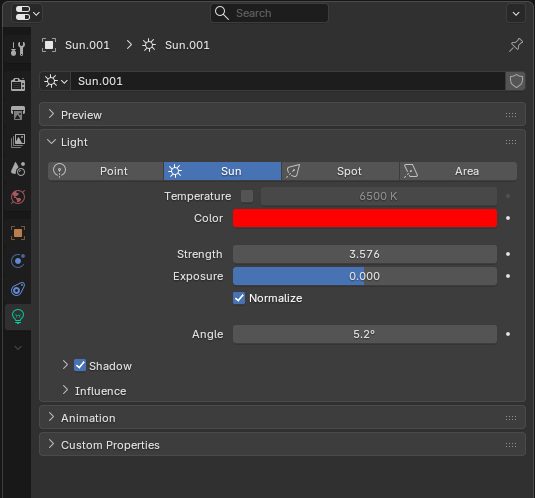 Search
Sun.001 Sun.001
Sun.001
Preview
Light
Point Sun Spot Area
Temperature 6500 K
Color
Strength 3.576
Exposure 0.000
Normalize
Angle 5.2°
Shadow
Influence
Animation
Custom Properties